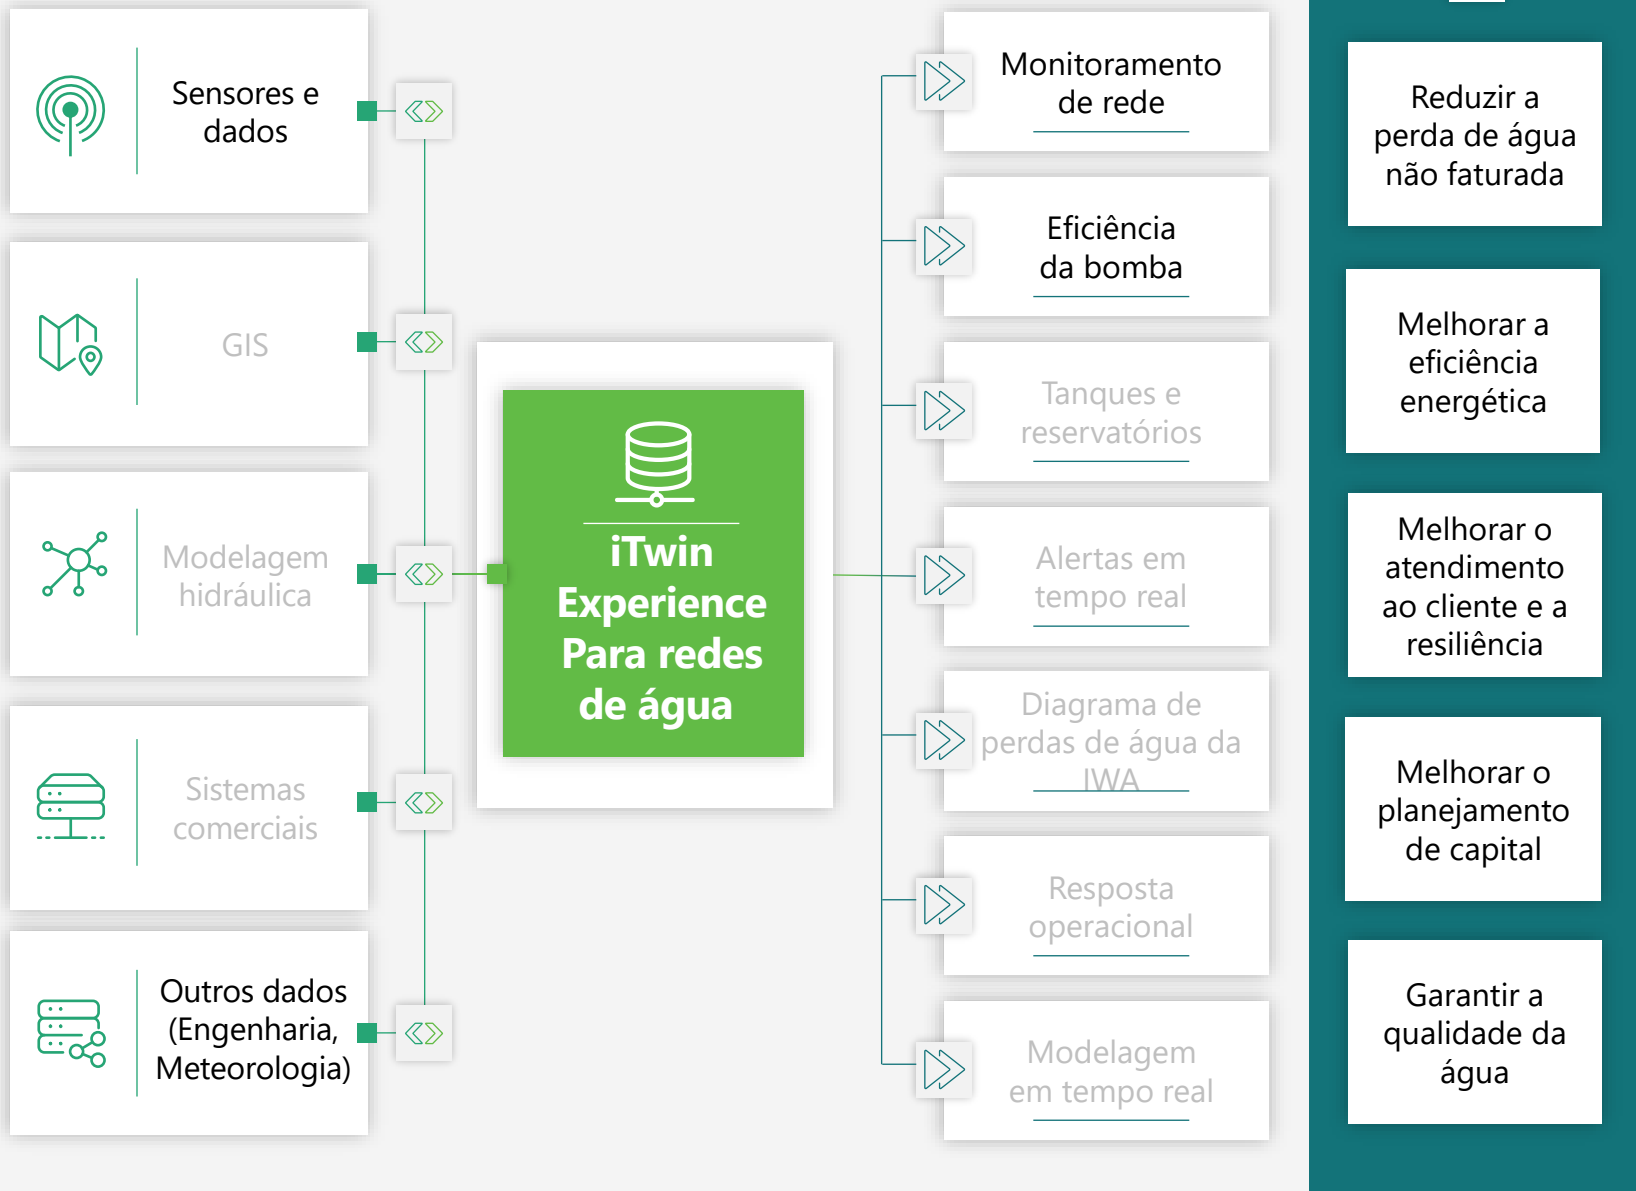 Sensores e
dados
GIS
Modelagem
hidráulica
Sistemas
comerciais
Outros dados
(Engenharia,
Meteorologia)
iTwin
Experience
Para redes
de água
Monitoramento
de rede
Eficiência
da bomba
Tanques e
reservatórios
Alertas em
tempo real
Diagrama de
perdas de água da
IWA
Resposta
operacional
Modelagem
em tempo real
Reduzir a
perda de água
não faturada
Melhorar a
eficiência
energética
Melhorar o
atendimento
ao cliente e a
resiliência
Melhorar o
planejamento
de capital
Garantir a
qualidade da
água